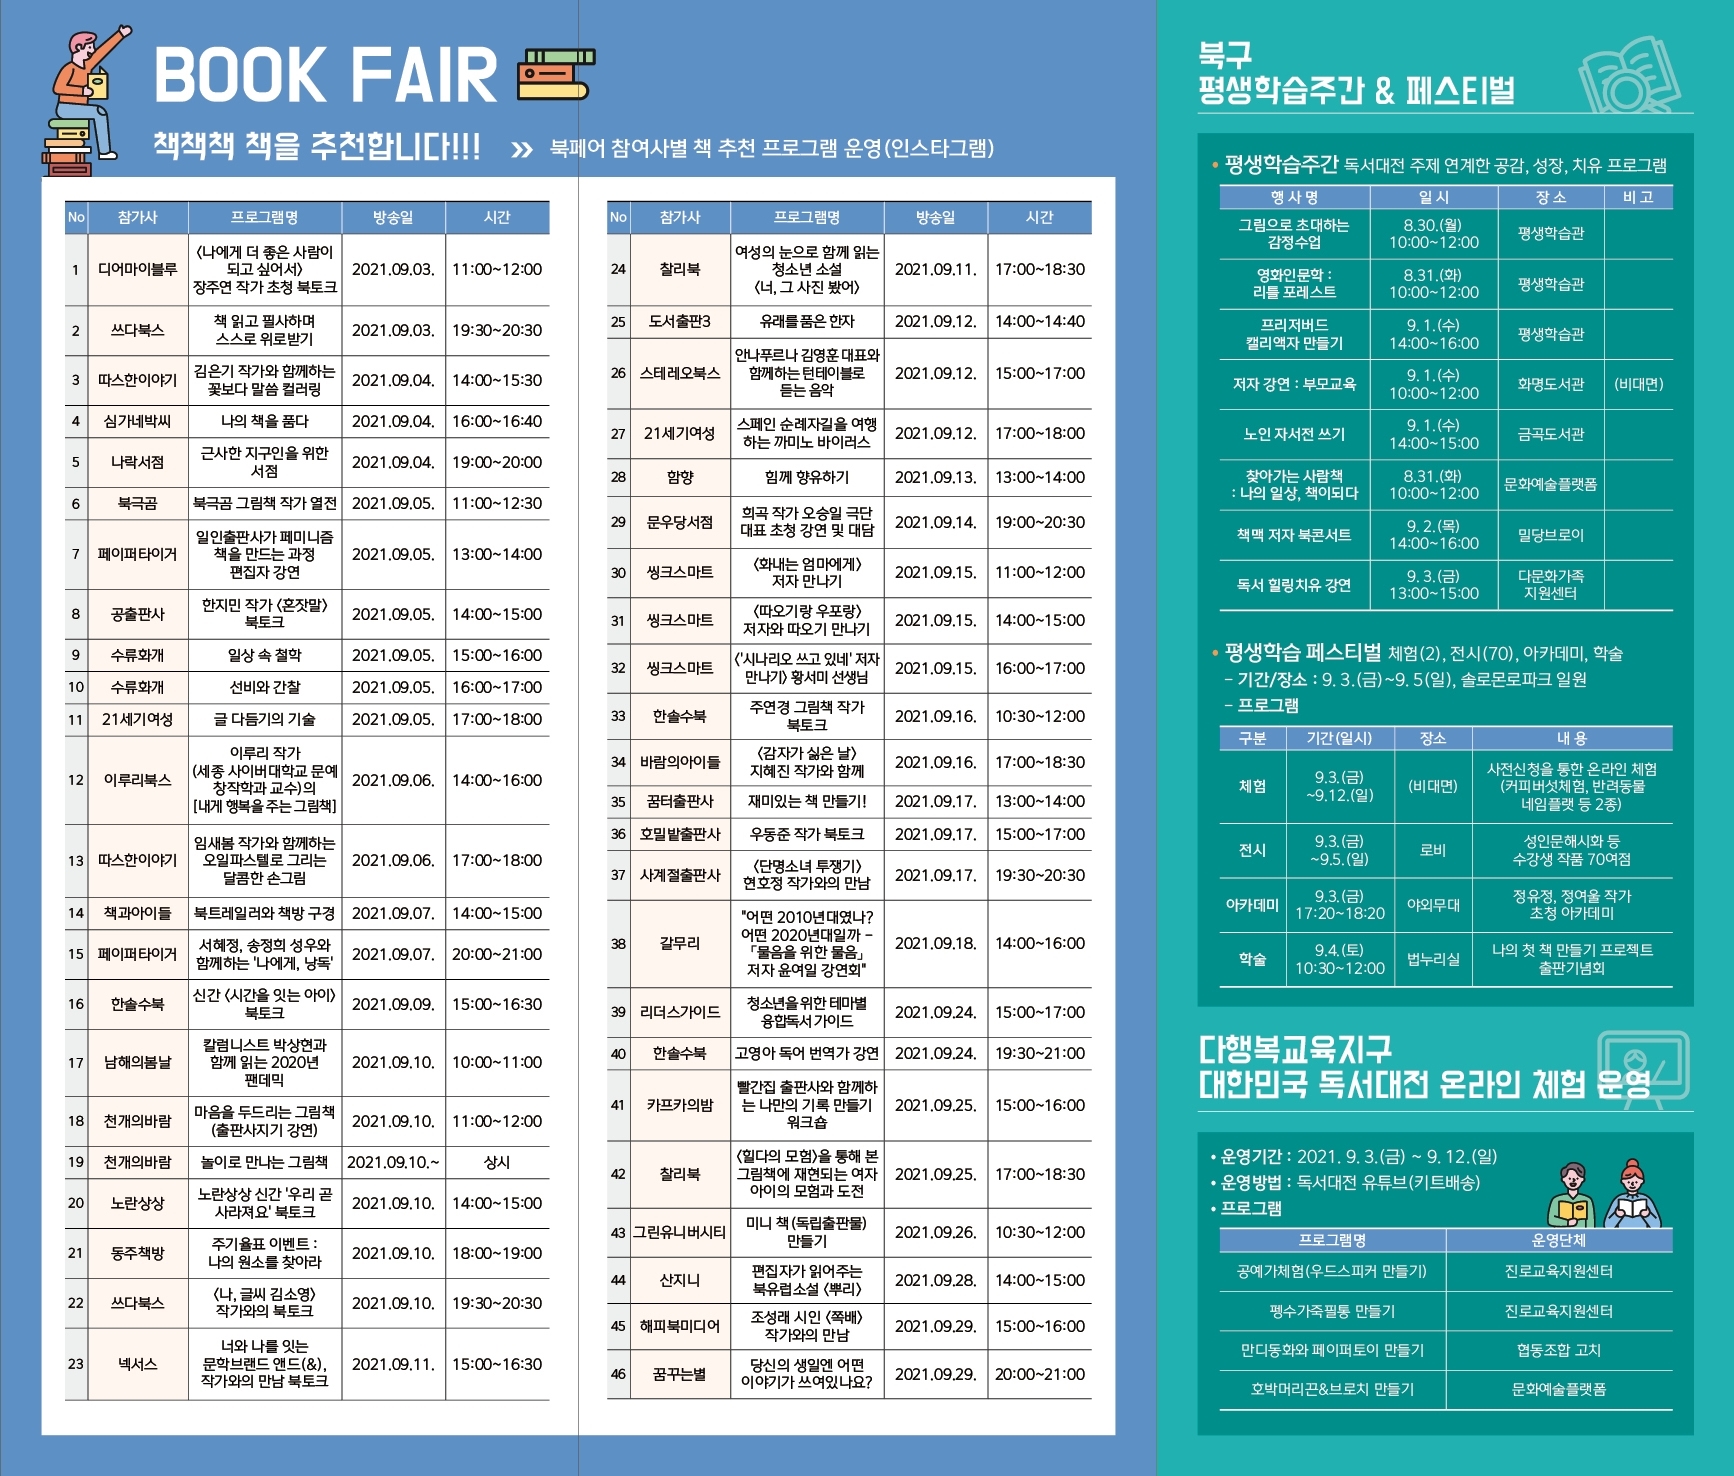 BOOK FAIR
책책책 책을 추천합니다!!! » 북페어 참여사별 책 추천 프로그램 운영(인스타그램)
No 참가사 프로그램명 방송일 시간
1 디어마이블루 〈나에게 더 좋은 사람이
되고 싶어서〉
장주연 작가 초청 북토크 2021.09.03. 11:00~12:00
2 쓰다북스 책 읽고 필사하며
스스로 위로받기 2021.09.03. 19:30~20:30
3 따스한이야기 김은기 작가와 함께하는
꽃보다 말씀 컬러링 2021.09.04. 14:00~15:30
4 심가네박씨 나의 책을 품다 2021.09.04. 16:00~16:40
5 나락서점 근사한 지구인을 위한
서점 2021.09.04. 19:00~20:00
6 북극곰 북극곰 그림책 작가 열전 2021.09.05. 11:00~12:30
7 페이퍼타이거 일인출판사가 페미니즘
책을 만드는 과정
편집자 강연 2021.09.05. 13:00~14:00
8 공출판사 한지민 작가 〈혼잣말〉
북토크 2021.09.05. 14:00~15:00
9 수류화개 일상 속 철학 2021.09.05. 15:00~16:00
10 수류화개 선비와 간찰 2021.09.05. 16:00~17:00
11 21세기여성 글 다듬기의 기술 2021.09.05. 17:00~18:00
12 이루리북스 이루리 작가
(세종 사이버대학교 문예
창작학과 교수)의
[내게 행복을 주는 그림책] 2021.09.06. 14:00~16:00
13 따스한이야기 임새봄 작가와 함께하는
오일파스텔로 그리는
달콤한 손그림 2021.09.06. 17:00~18:00
14 책과아이들 북트레일러와 책방 구경 2021.09.07. 14:00~15:00
15 페이퍼타이거 서혜정, 송정희 성우와
함께하는 '나에게, 낭독' 2021.09.07. 20:00~21:00
16 한솔수북 신간 〈시간을 잇는 아이〉
북토크 2021.09.09. 15:00~16:30
17 남해의봄날 칼럼니스트 박상현과
함께 읽는 2020년
팬데믹 2021.09.10. 10:00~11:00
18 천개의바람 마음을 두드리는 그림책
(출판사지기 강연) 2021.09.10. 11:00~12:00
19 천개의바람 놀이로 만나는 그림책 2021.09.10.~ 상시
20 노란상상 노란상상 신간 '우리 곧
사라져요' 북토크 2021.09.10. 14:00~15:00
21 동주책방 주기율표 이벤트 :
나의 원소를 찾아라 2021.09.10. 18:00~19:00
22 쓰다북스 〈나, 글씨 김소영〉
작가와의 북토크 2021.09.10. 19:30~20:30
23 넥서스 너와 나를 잇는
문학브랜드 앤드(&),
작가와의 만남 북토크 2021.09.11. 15:00~16:30
No 참가사 프로그램명 방송일 시간
24 찰리북 여성의 눈으로 함께 읽는
청소년 소설
〈너, 그 사진 봤어〉 2021.09.11. 17:00~18:30
25 도서출판3 유래를 품은 한자 2021.09.12. 14:00~14:40
26 스테레오북스 안나푸르나 김영훈 대표와
함께하는 턴테이블로
듣는 음악 2021.09.12. 15:00~17:00
27 21세기여성 스페인 순례자길을 여행
하는 까미노 바이러스 2021.09.12. 17:00~18:00
28 함향 힘께 향유하기 2021.09.13. 13:00~14:00
29 문우당서점 희곡 작가 오승일 극단
대표 초청 강연 및 대담 2021.09.14. 19:00~20:30
30 씽크스마트 〈화내는 엄마에게〉
저자 만나기 2021.09.15. 11:00~12:00
31 씽크스마트 〈따오기랑 우포랑〉
저자와 따오기 만나기 2021.09.15. 14:00~15:00
32 씽크스마트 〈'시나리오 쓰고 있네' 저자
만나기〉 황서미 선생님 2021.09.15. 16:00~17:00
33 한솔수북 주연경 그림책 작가
북토크 2021.09.16. 10:30~12:00
34 바람의아이들 〈감자가 싫은 날〉
지혜진 작가와 함께 2021.09.16. 17:00~18:30
35 꿈터출판사 재미있는 책 만들기! 2021.09.17. 13:00~14:00
36 호밀밭출판사 우동준 작가 북토크 2021.09.17. 15:00~17:00
37 사계절출판사 〈단명소녀 투쟁기〉
현호정 작가와의 만남 2021.09.17. 19:30~20:30
38 갈무리 "어떤 2010년대였나?
어떤 2020년대일까 –
「물음을 위한 물음」
저자 윤여일 강연회" 2021.09.18. 14:00~16:00
39 리더스가이드 청소년을 위한 테마별
융합독서 가이드 2021.09.24. 15:00~17:00
40 한솔수북 고영아 독어 번역가 강연 2021.09.24. 19:30~21:00
41 카프카의밤 빨간집 출판사와 함께하
는 나만의 기록 만들기
워크숍 2021.09.25. 15:00~16:00
42 찰리북 〈힐다의 모험〉을 통해 본
그림책에 재현되는 여자
아이의 모험과 도전 2021.09.25. 17:00~18:30
43 그린유니버시티 미니 책(독립출판물)
만들기 2021.09.26. 10:30~12:00
44 산지니 편집자가 읽어주는
북유럽소설 〈뿌리〉 2021.09.28. 14:00~15:00
45 해피북미디어 조성래 시인 〈쪽배〉
작가와의 만남 2021.09.29. 15:00~16:00
46 꿈꾸는별 당신의 생일엔 어떤
이야기가 쓰여있나요? 2021.09.29. 20:00~21:00
북구
평생학습주간 & 페스티벌
• 평생학습주간 독서대전 주제 연계한 공감, 성장, 치유 프로그램
행사명 일시 장소 비고
그림으로 초대하는
감정수업 8.30.(월)
10:00~12:00 평생학습관
영화인문학 :
리틀 포레스트 8.31.(화)
10:00~12:00 평생학습관
프리저버드
캘리액자 만들기 9. 1.(수)
14:00~16:00 평생학습관
저자 강연 : 부모교육 9. 1.(수)
10:00~12:00 화명도서관 (비대면)
노인 자서전 쓰기 9. 1.(수)
14:00~15:00 금곡도서관
찾아가는 사람책
: 나의 일상, 책이되다 8.31.(화)
10:00~12:00 문화예술플랫폼
책맥 저자 북콘서트 9. 2.(목)
14:00~16:00 밀당브로이
독서 힐링치유 강연 9. 3.(금)
13:00~15:00 다문화가족
지원센터
• 평생학습 페스티벌 체험(2), 전시(70), 아카데미, 학술
– 기간/장소 : 9. 3.(금)~9. 5(일), 솔로몬로파크 일원
– 프로그램
구분 기간(일시) 장소 내용
체험 9.3.(금)
~9.12.(일) (비대면) 사전신청을 통한 온라인 체험
(커피버섯체험, 반려동물
네임플랫 등 2종)
전시 9.3.(금)
~9.5.(일) 로비 성인문해시화 등
수강생 작품 70여점
아카데미 9.3.(금)
17:20~18:20 야외무대 정유정, 정여울 작가
초청 아카데미
학술 9.4.(토)
10:30~12:00 법누리실 나의 첫 책 만들기 프로젝트
출판기념회
다행복교육지구
대한민국 독서대전 온라인 체험 운영
• 운영기간 : 2021. 9. 3.(금) ~ 9. 12.(일)
• 운영방법 : 독서대전 유튜브(키트배송)
• 프로그램
프로그램명 운영단체
공예가체험(우드스피커 만들기) 진로교육지원센터
펭수가죽필통 만들기 진로교육지원센터
만디동화와 페이퍼토이 만들기 협동조합 고치
호박머리끈&브로치 만들기 문화예술플랫폼